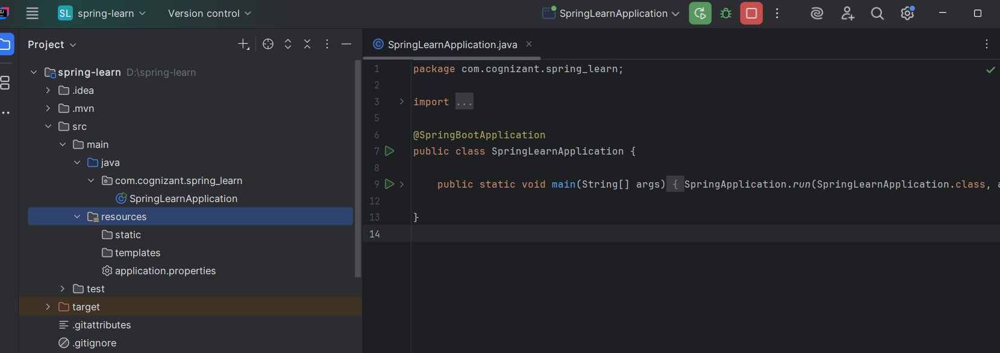 SL spring-learn Version control SpringLearnApplication
Project
spring-learn D:\spring-learn
.idea
.mvn
src
main
java
com.cognizant.spring_learn
SpringLearnApplication
resources
static
templates
application.properties
test
target
.gitattributes
.gitignore
SpringLearnApplication.java
1 package com.cognizant.spring_learn;
2
3 import ...
5
6 @SpringBootApplication
7 public class SpringLearnApplication {
8
9 public static void main(String[] args) { SpringApplication.run(SpringLearnApplication.class, a
12
13 }
14